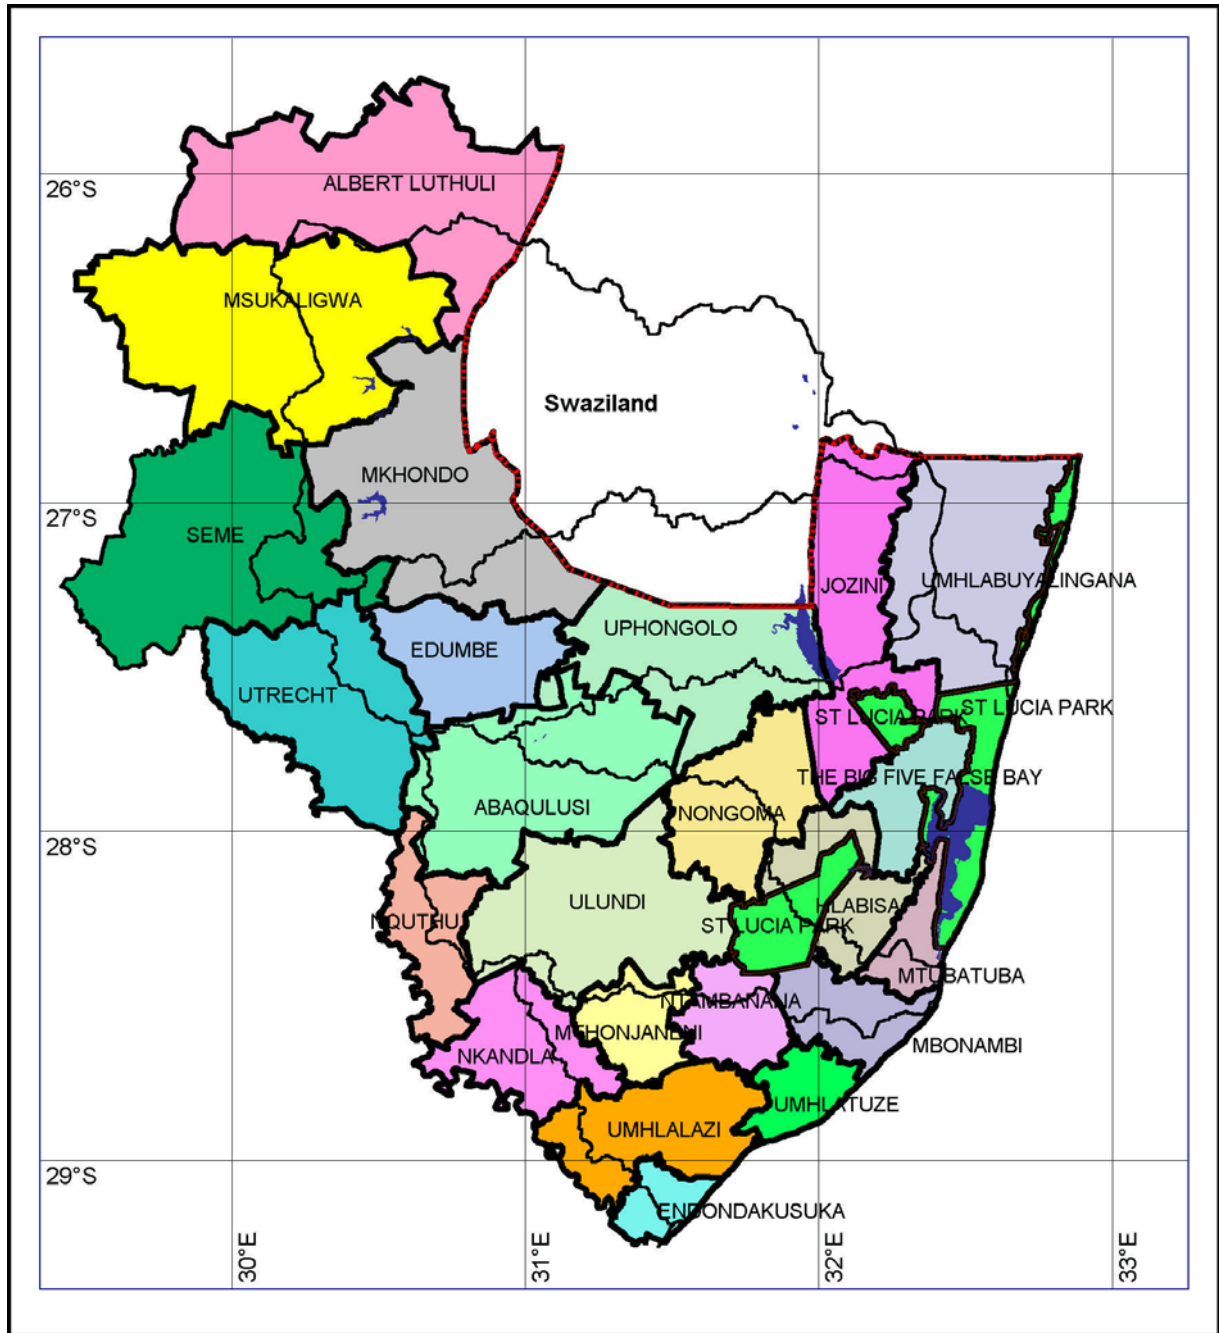 ALBERT LUTHULI
26°S
MSUKALIGWA
Swaziland
MKHONDO
27°S
SEME
JOZINI
UMHLABUYALINGANA
UPHONGOLO
EDUMBE
UTRECHT
ST LUCIA PARK
ST LUCIA PARK
THE BIG FIVE FALSE BAY
ABAQULUSI
NONGOMA
28°S
ULUNDI
HLABISA
NQUTHU
ST LUCIA PARK
MTUBATUBA
NTAMBANANA
MTHONJANENI
MBONAMBI
NKANDLA
UMHLATUZE
UMHLALAZI
29°S
ENDONDAKUSUKA
30°E
31°E
32°E
33°E